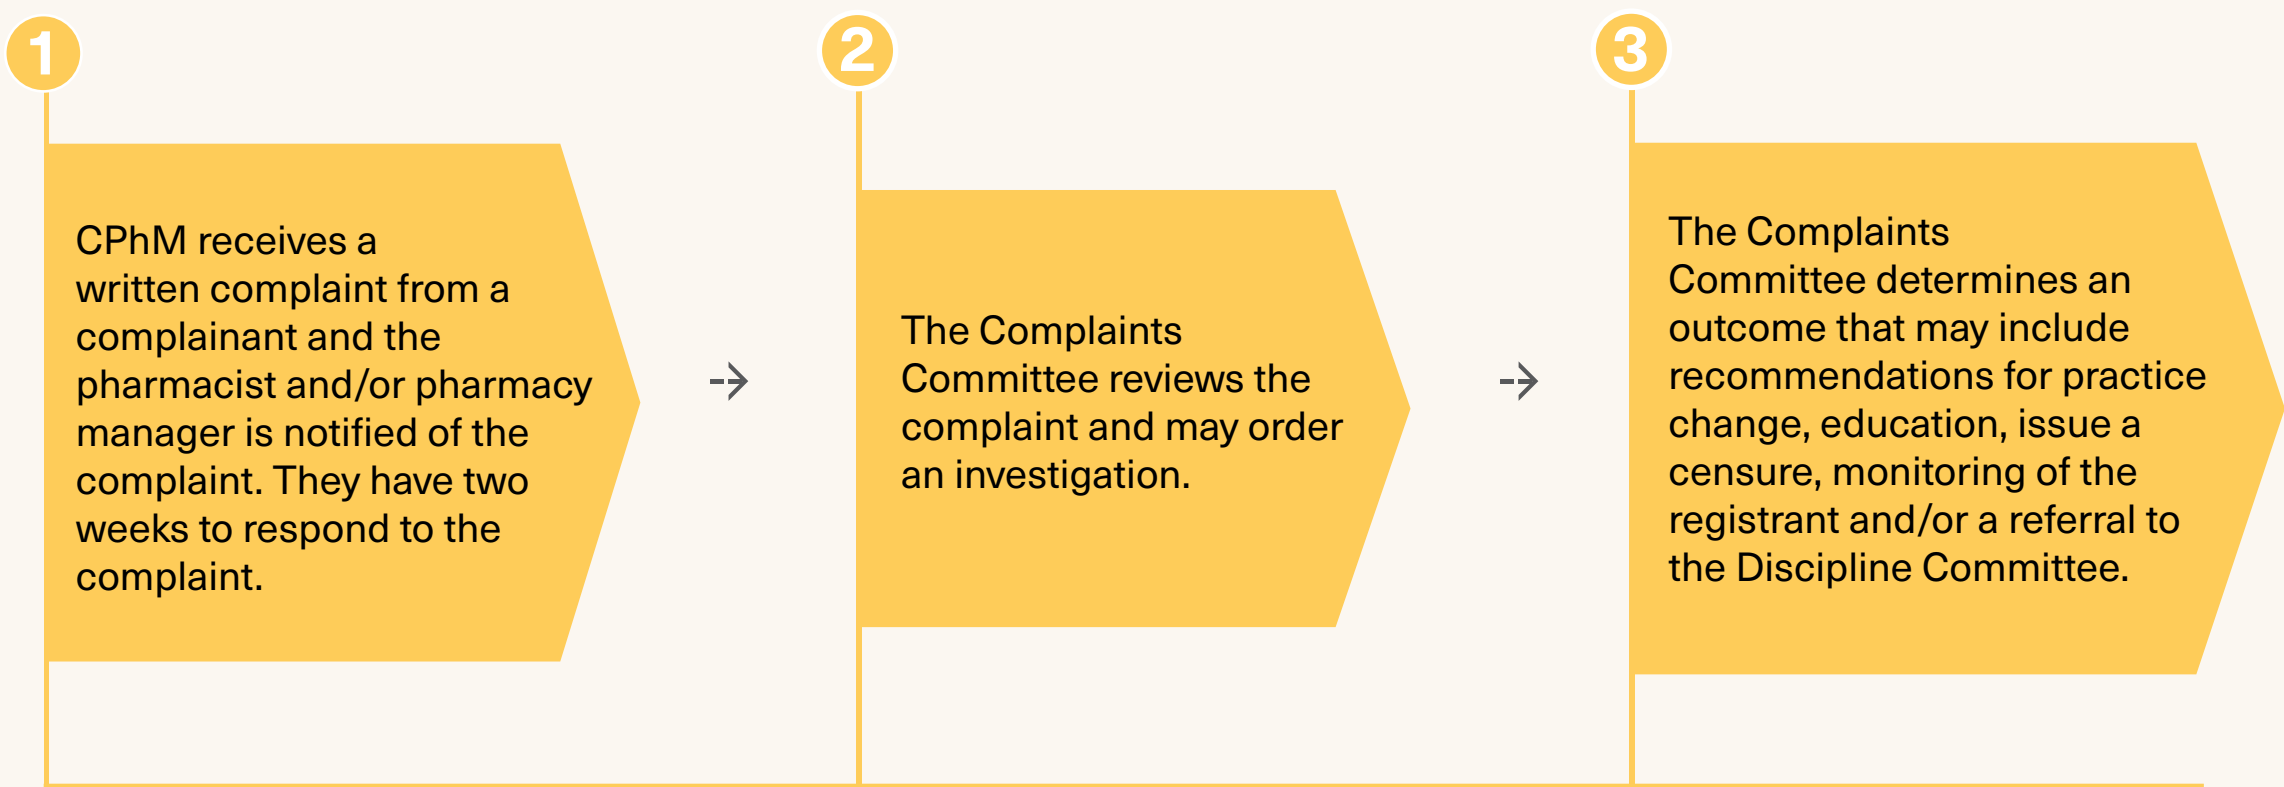 1
CPhM receives a
written complaint from a
complainant and the
pharmacist and/or pharmacy
manager is notified of the
complaint. They have two
weeks to respond to the
complaint.
2
The Complaints
Committee reviews the
complaint and may order
an investigation.
3
The Complaints
Committee determines an
outcome that may include
recommendations for practice
change, education, issue a
censure, monitoring of the
registrant and/or a referral to
the Discipline Committee.